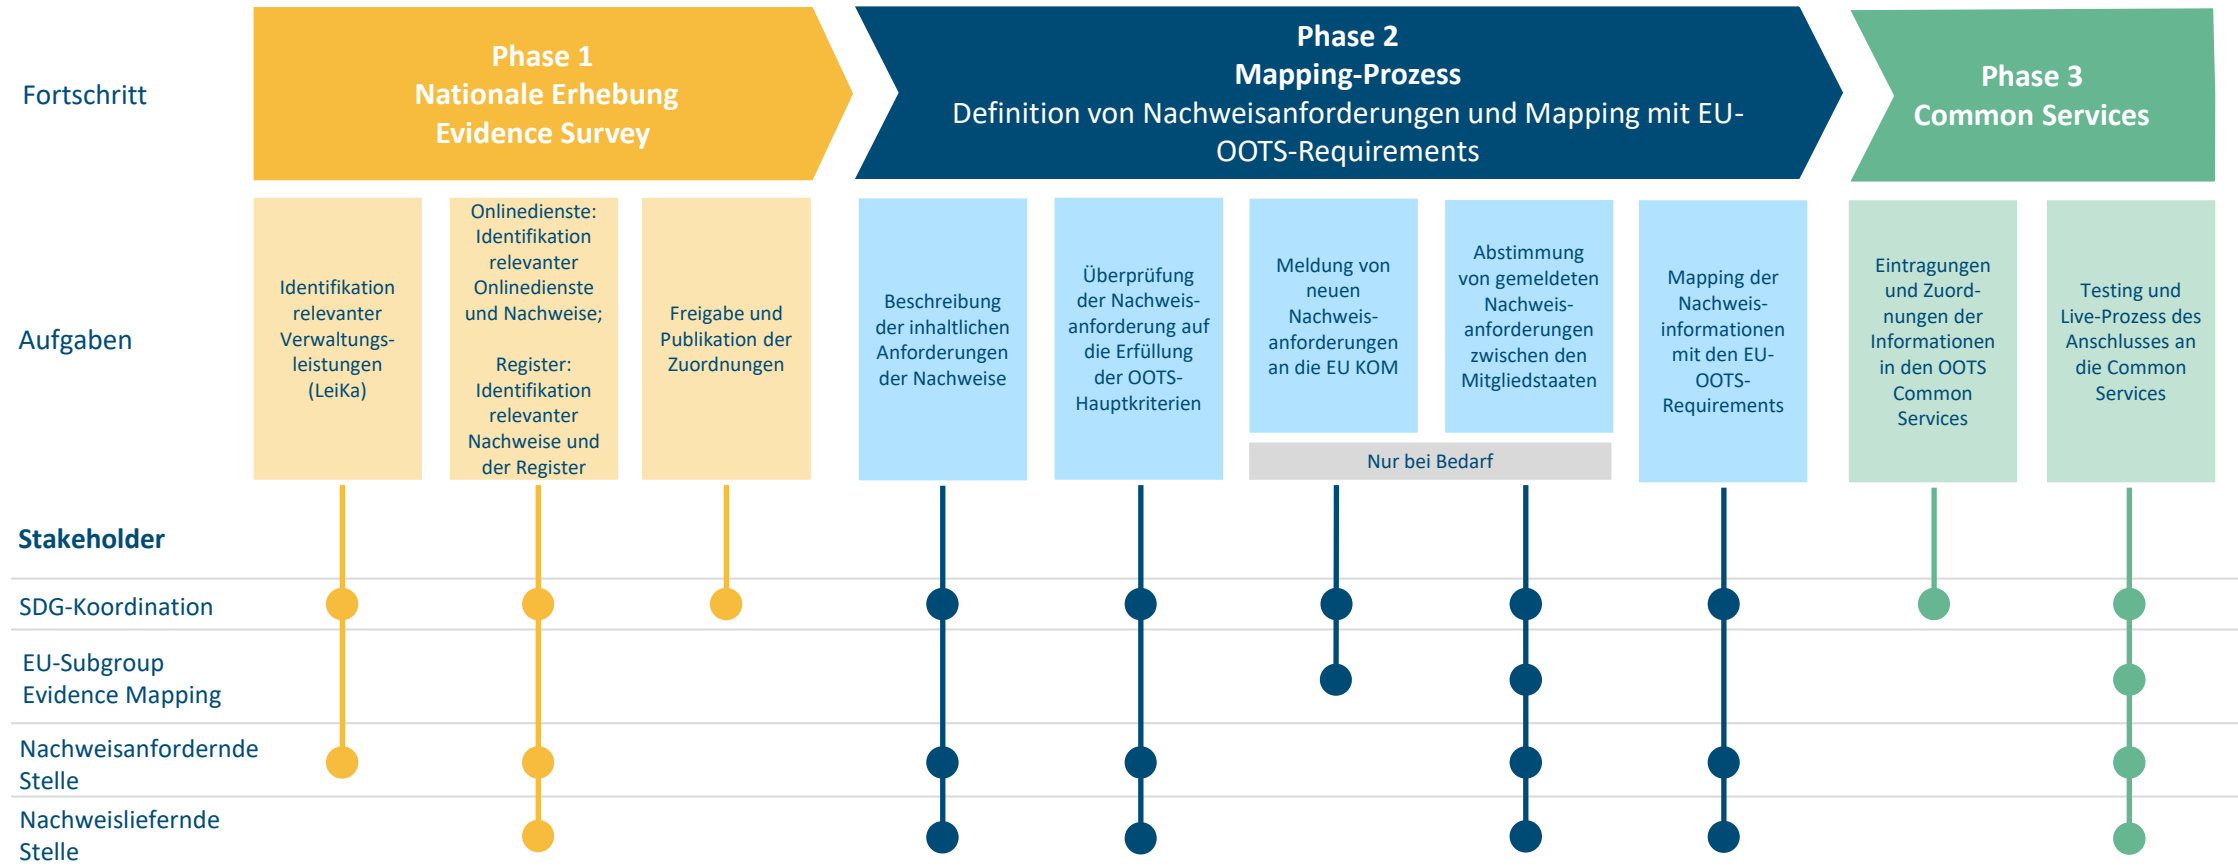 Fortschritt
Phase 1
Nationale Erhebung
Evidence Survey
Phase 2
Mapping-Prozess
Definition von Nachweisanforderungen und Mapping mit EU-
OOTS-Requirements
Phase 3
Common Services
Aufgaben
Identifikation
relevanter
Verwaltungs-
leistungen
(LeiKa)
Onlinedienste:
Identifikation
relevanter
Onlinedienste
und Nachweise;
Register:
Identifikation
relevanter
Nachweise und
der Register
Freigabe und
Publikation der
Zuordnungen
Beschreibung
der inhaltlichen
Anforderungen
der Nachweise
Überprüfung
der Nachweis-
anforderung auf
die Erfüllung
der OOTS-
Hauptkriterien
Meldung von
neuen
Nachweis-
anforderungen
an die EU KOM
Abstimmung
von gemeldeten
Nachweis-
anforderungen
zwischen den
Mitgliedstaaten
Nur bei Bedarf
Mapping der
Nachweis-
informationen
mit den EU-
OOTS-
Requirements
Eintragungen
und Zuord-
nungen der
Informationen
in den OOTS
Common
Services
Testing und
Live-Prozess des
Anschlusses an
die Common
Services
Stakeholder
SDG-Koordination
EU-Subgroup
Evidence Mapping
Nachweisanfordernde
Stelle
Nachweisliefernde
Stelle